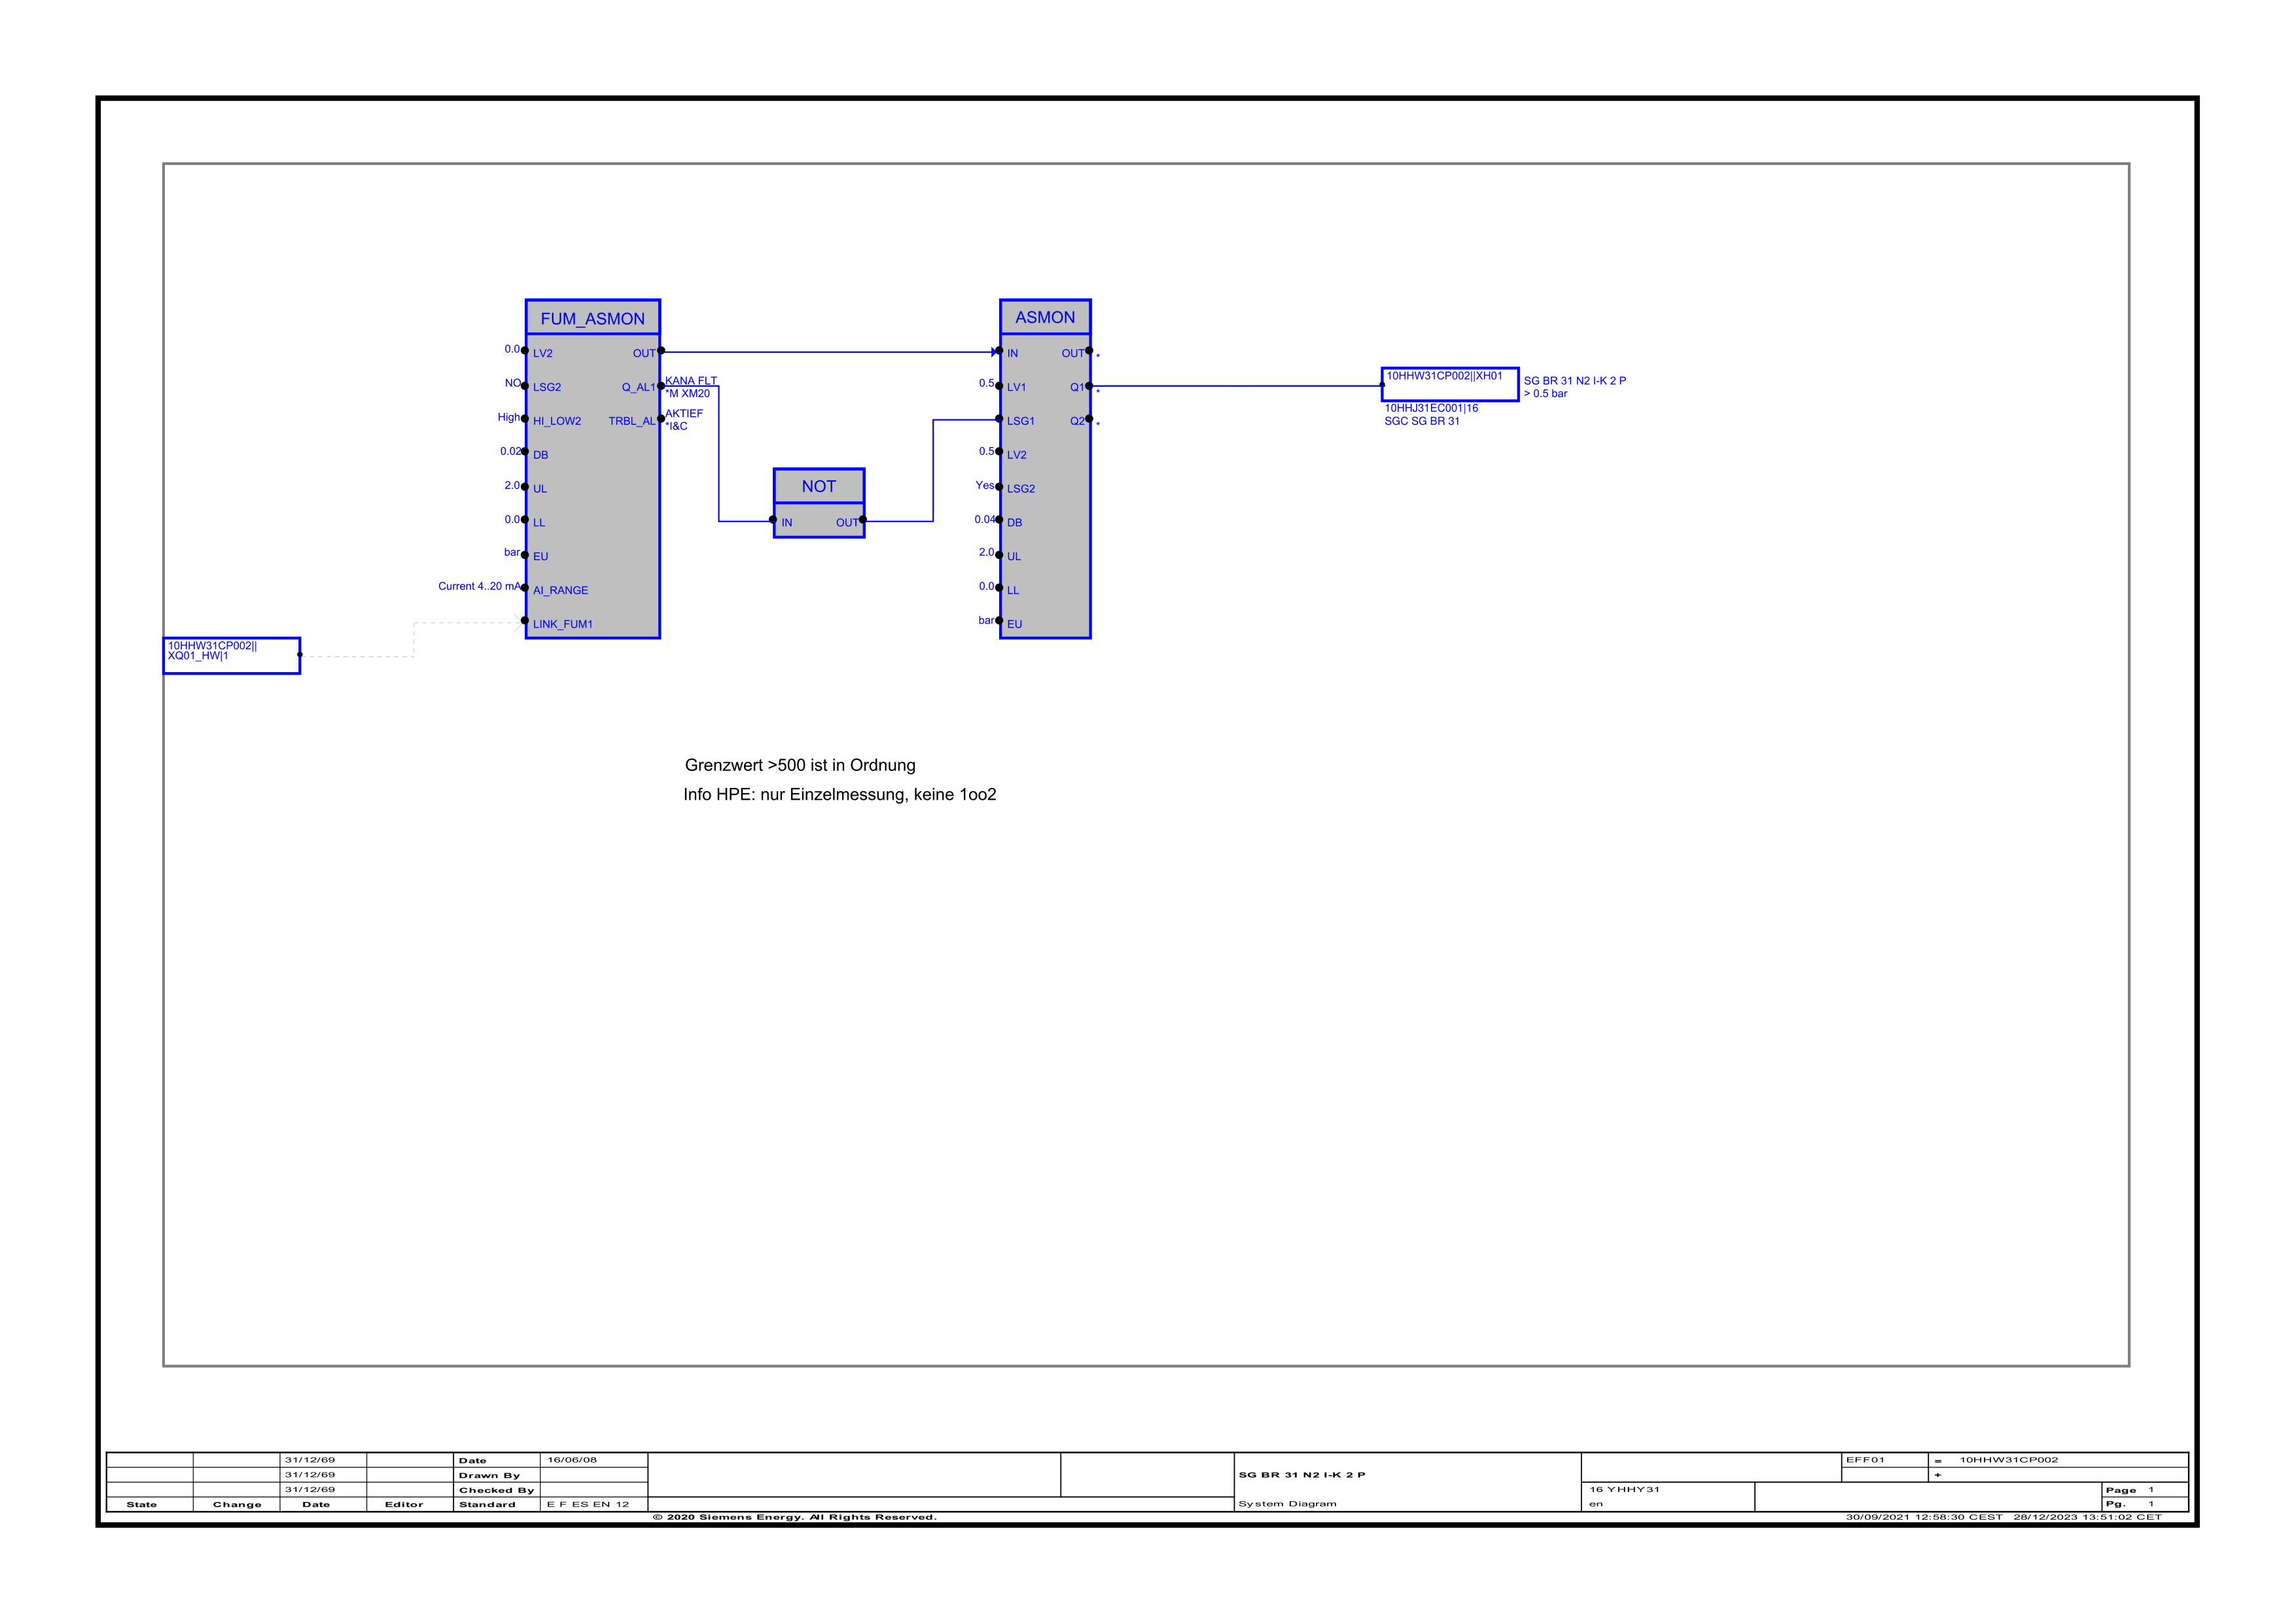 FUM_ASMON
0.0 LV2 OUT
NO LSG2 Q_AL1 KANA FLT
*M XM20
High HI_LOW2 TRBL_AL AKTIEF
*I&C
0.02 DB
2.0 UL
0.0 LL
bar EU
Current 4..20 mA AI_RANGE
LINK_FUM1
10HHW31CP002||
XQ01_HW|1
NOT
IN OUT
ASMON
IN OUT *
0.5 LV1 Q1 *
LSG1 Q2 *
0.5 LV2
Yes LSG2
0.04 DB
2.0 UL
0.0 LL
bar EU
10HHW31CP002||XH01
SG BR 31 N2 I-K 2 P
> 0.5 bar
10HHJ31EC001|16
SGC SG BR 31
Grenzwert >500 ist in Ordnung
Info HPE: nur Einzelmessung, keine 1oo2
31/12/69 Date 16/06/08
31/12/69 Drawn By
31/12/69 Checked By
State Change Date Editor Standard E F ES EN 12
SG BR 31 N2 I-K 2 P
System Diagram
16 YHHY31
en
EFF01 = 10HHW31CP002
+
Page 1
Pg. 1
© 2020 Siemens Energy. All Rights Reserved.
30/09/2021 12:58:30 CEST 28/12/2023 13:51:02 CET